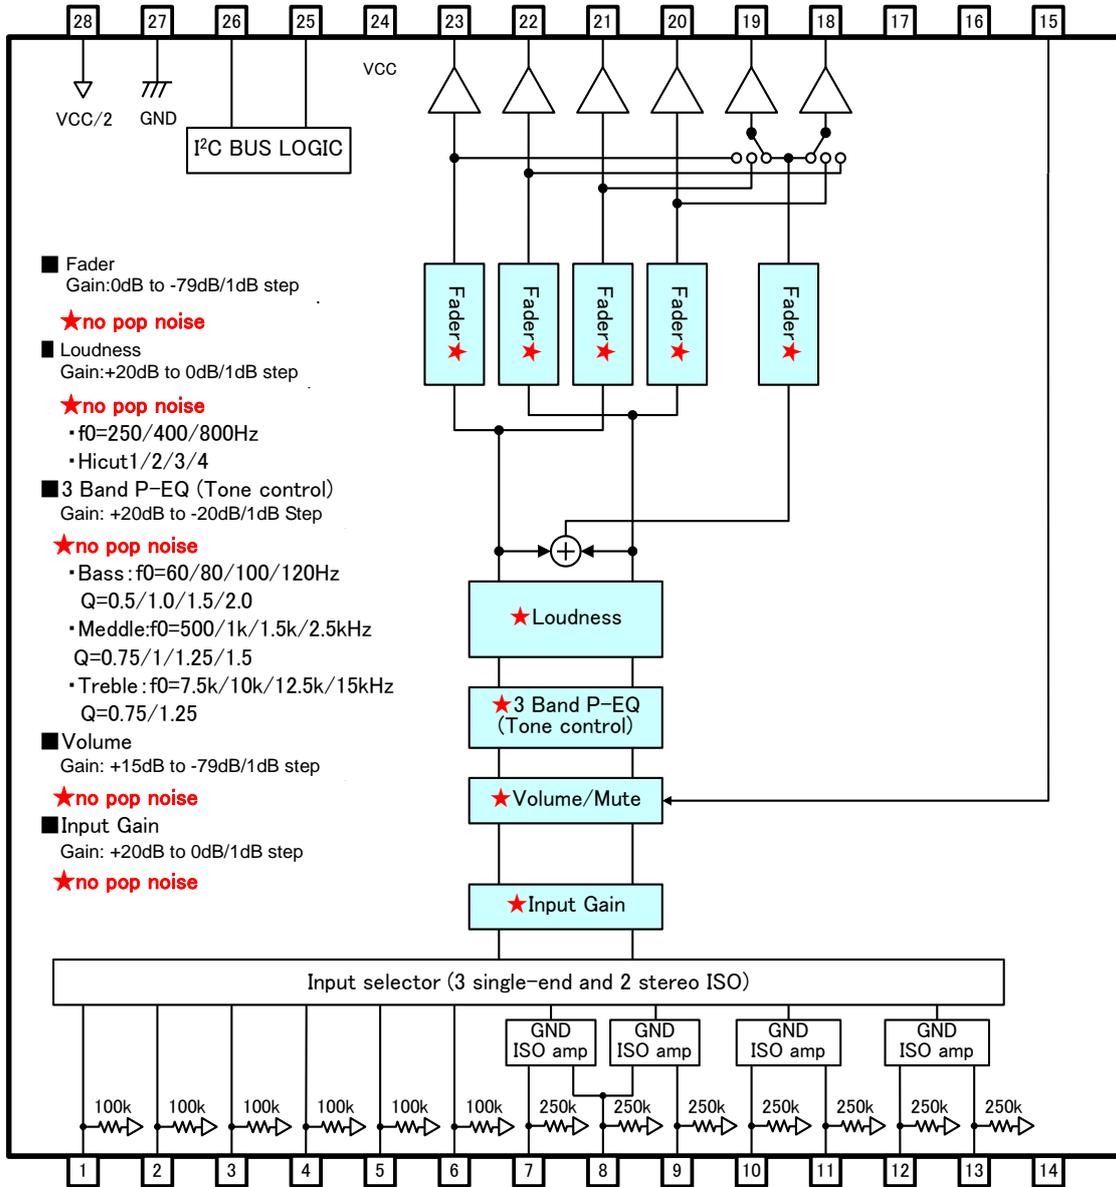 28 27 26 25 24 23 22 21 20 19 18 17 16 15
VCC
VCC/2 GND
I²C BUS LOGIC
■ Fader
Gain:0dB to -79dB/1dB step
★no pop noise
■ Loudness
Gain:+20dB to 0dB/1dB step
★no pop noise
・f0=250/400/800Hz
・Hicut1/2/3/4
■3 Band P-EQ (Tone control)
Gain: +20dB to -20dB/1dB Step
★no pop noise
・Bass:f0=60/80/100/120Hz
Q=0.5/1.0/1.5/2.0
・Meddle:f0=500/1k/1.5k/2.5kHz
Q=0.75/1/1.25/1.5
・Treble:f0=7.5k/10k/12.5k/15kHz
Q=0.75/1.25
■Volume
Gain: +15dB to -79dB/1dB step
★no pop noise
■Input Gain
Gain: +20dB to 0dB/1dB step
★no pop noise
Fader★
Fader★
Fader★
Fader★
Fader★
★Loudness
★3 Band P-EQ
(Tone control)
★Volume/Mute
★Input Gain
Input selector (3 single-end and 2 stereo ISO)
GND
ISO amp
GND
ISO amp
GND
ISO amp
GND
ISO amp
100k 100k 100k 100k 100k 100k 250k 250k 250k 250k 250k 250k 250k
1 2 3 4 5 6 7 8 9 10 11 12 13 14